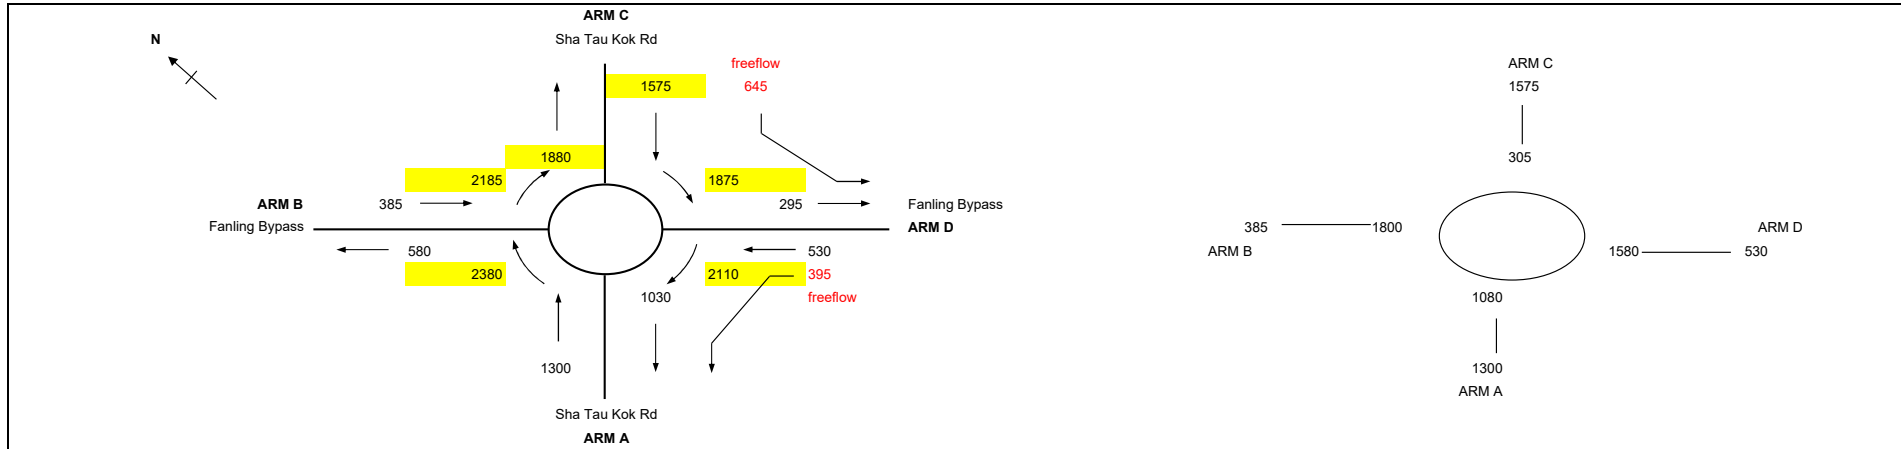 ARM C
Sha Tau Kok Rd
N
freeflow
1575
645
1880
2185
1875
ARM B
385
295
Fanling Bypass
Fanling Bypass
ARM D
580
530
2380
2110
395
1030
freeflow
1300
Sha Tau Kok Rd
ARM A
ARM C
1575
305
385
1800
ARM D
ARM B
1580
530
1080
1300
ARM A